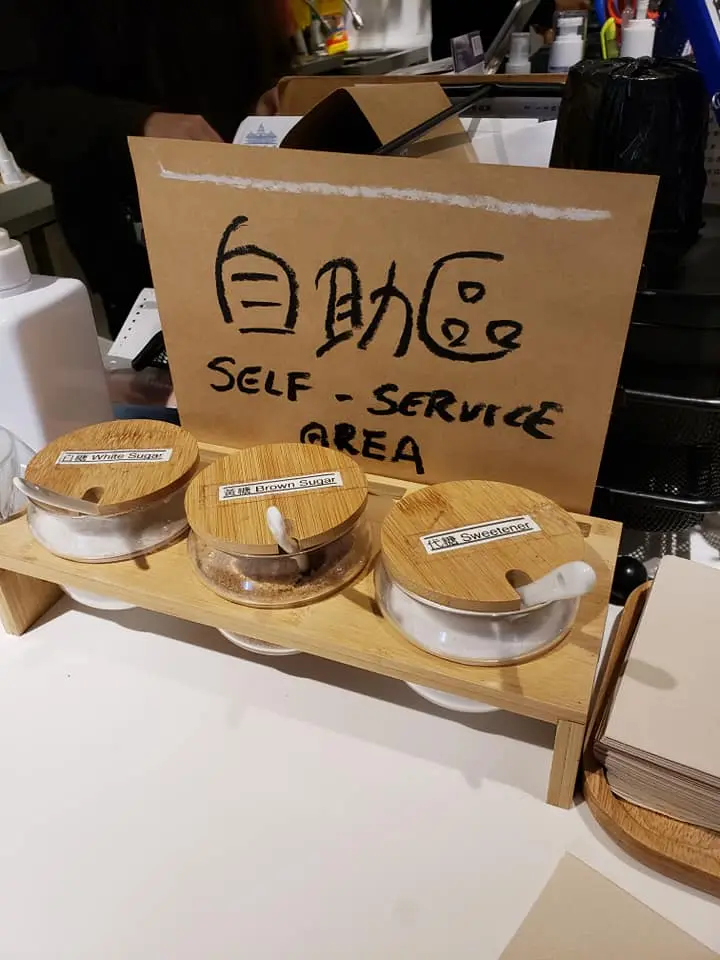 自助區
SELF - SERVICE
AREA
白糖 White Sugar
黃糖 Brown Sugar
代糖 Sweetener